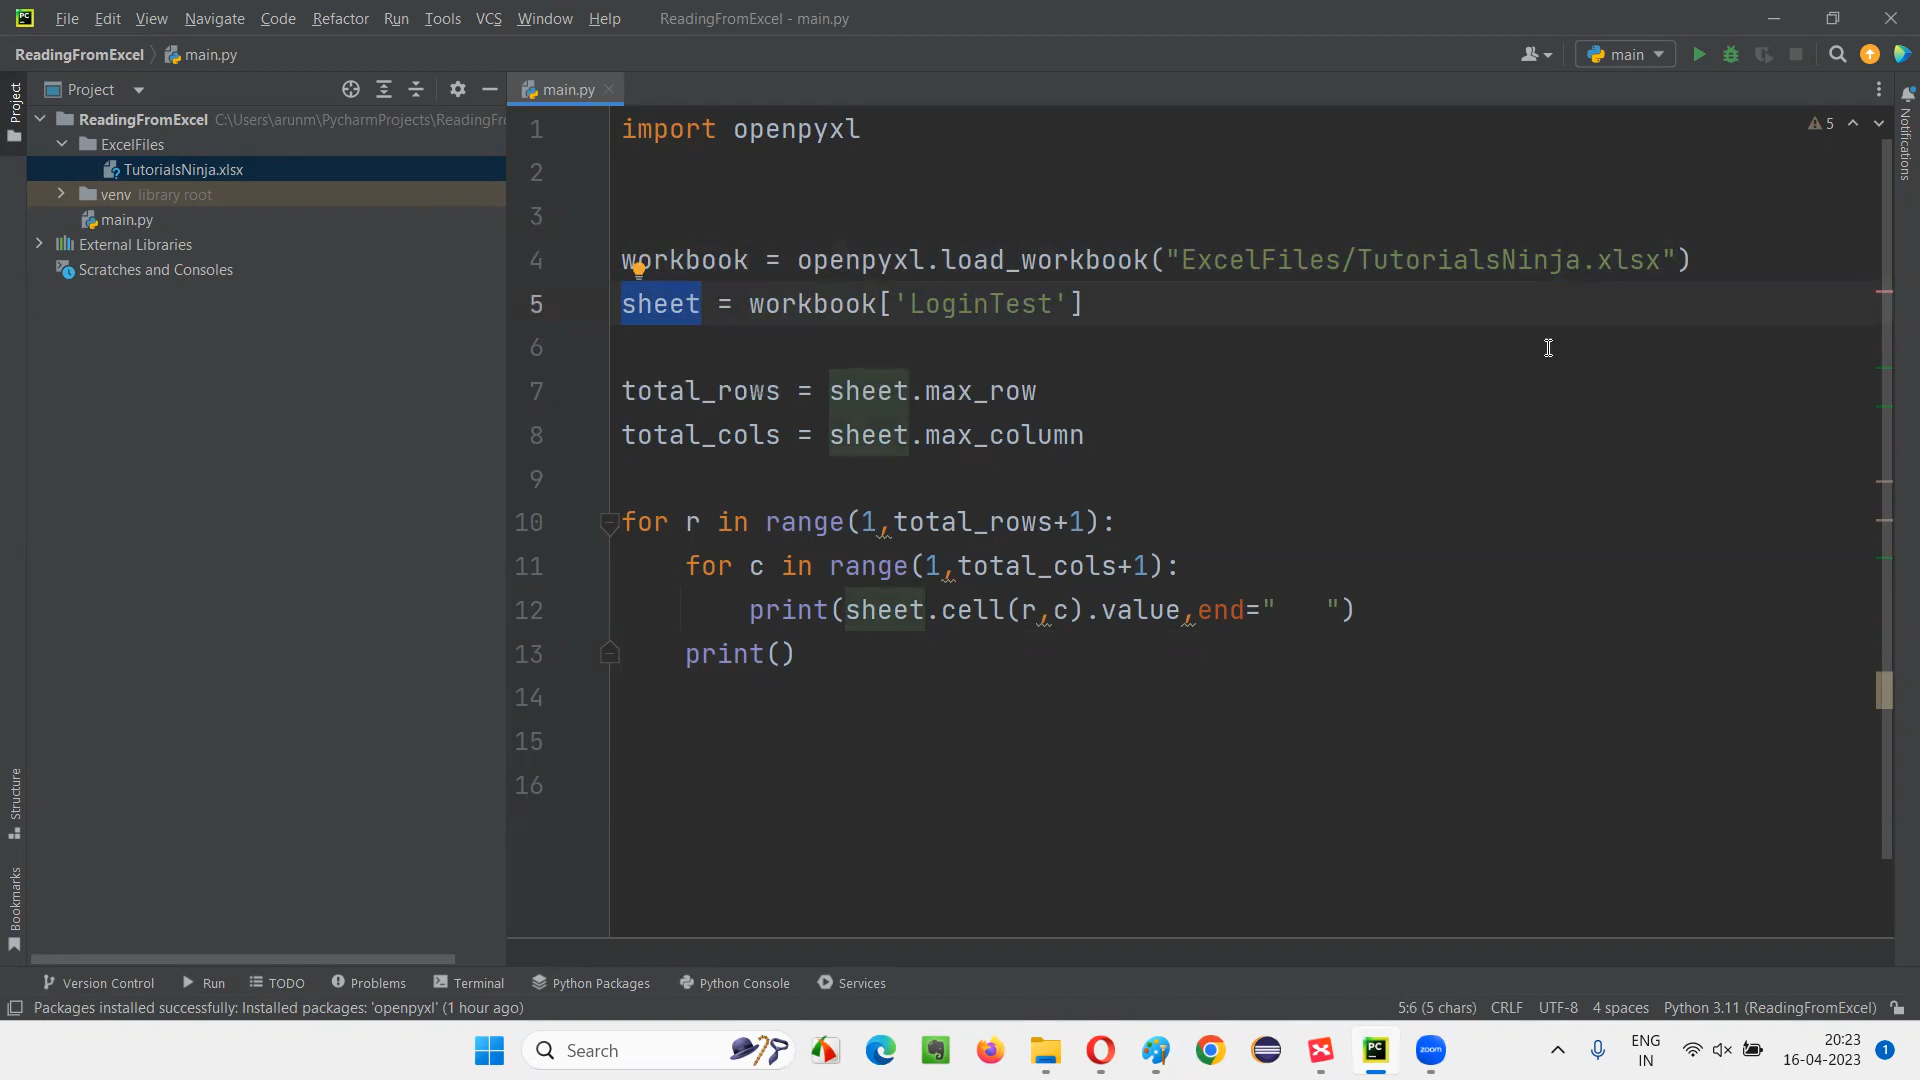 PC File Edit View Navigate Code Refactor Run Tools VCS Window Help ReadingFromExcel - main.py
ReadingFromExcel main.py main
Project
Project main.py
ReadingFromExcel C:\Users\arunm\PycharmProjects\ReadingFr
ExcelFiles
TutorialsNinja.xlsx
venv library root
main.py
External Libraries
Scratches and Consoles
5
1 import openpyxl
2
3
4 workbook = openpyxl.load_workbook("ExcelFiles/TutorialsNinja.xlsx")
5 sheet = workbook['LoginTest']
6
7 total_rows = sheet.max_row
8 total_cols = sheet.max_column
9
10 for r in range(1,total_rows+1):
11 for c in range(1,total_cols+1):
12 print(sheet.cell(r,c).value,end="   ")
13 print()
14
15
16
Notifications
Structure
Bookmarks
Version Control Run TODO Problems Terminal Python Packages Python Console Services
Packages installed successfully: Installed packages: 'openpyxl' (1 hour ago) 5:6 (5 chars) CRLF UTF-8 4 spaces Python 3.11 (ReadingFromExcel)
Search PC zoom
ENG
IN
20:23
16-04-2023
1